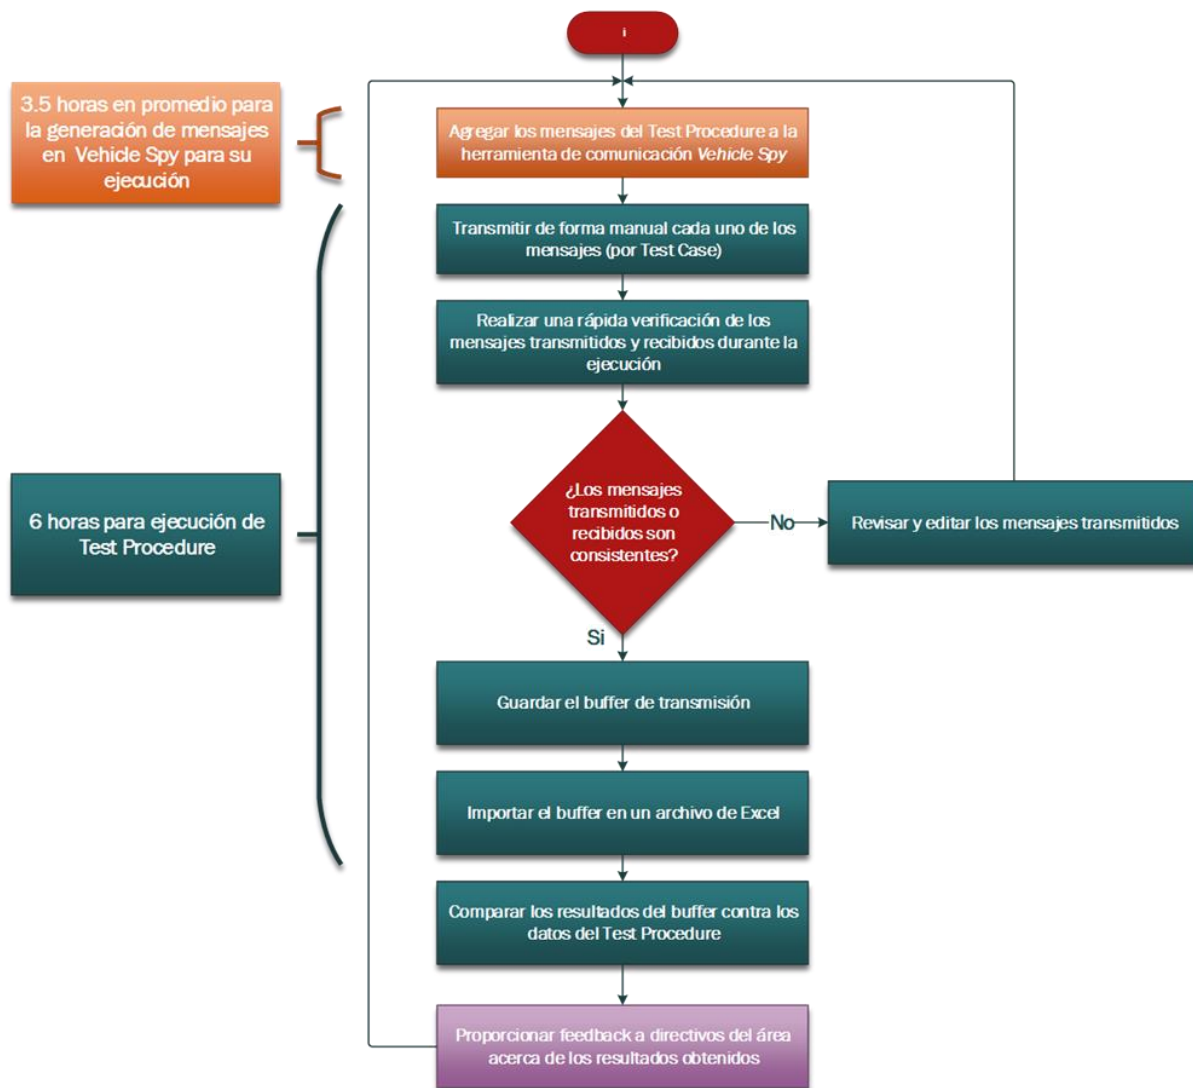 i
3.5 horas en promedio para
la generación de mensajes
en Vehicle Spy para su
ejecución
Agregar los mensajes del Test Procedure a la
herramienta de comunicación Vehicle Spy
Transmitir de forma manual cada uno de los
mensajes (por Test Case)
Realizar una rápida verificación de los
mensajes transmitidos y recibidos durante la
ejecución
6 horas para ejecución de
Test Procedure
¿Los mensajes
transmitidos o
recibidos son
consistentes?
No
Revisar y editar los mensajes transmitidos
Si
Guardar el buffer de transmisión
Importar el buffer en un archivo de Excel
Comparar los resultados del buffer contra los
datos del Test Procedure
Proporcionar feedback a directivos del área
acerca de los resultados obtenidos